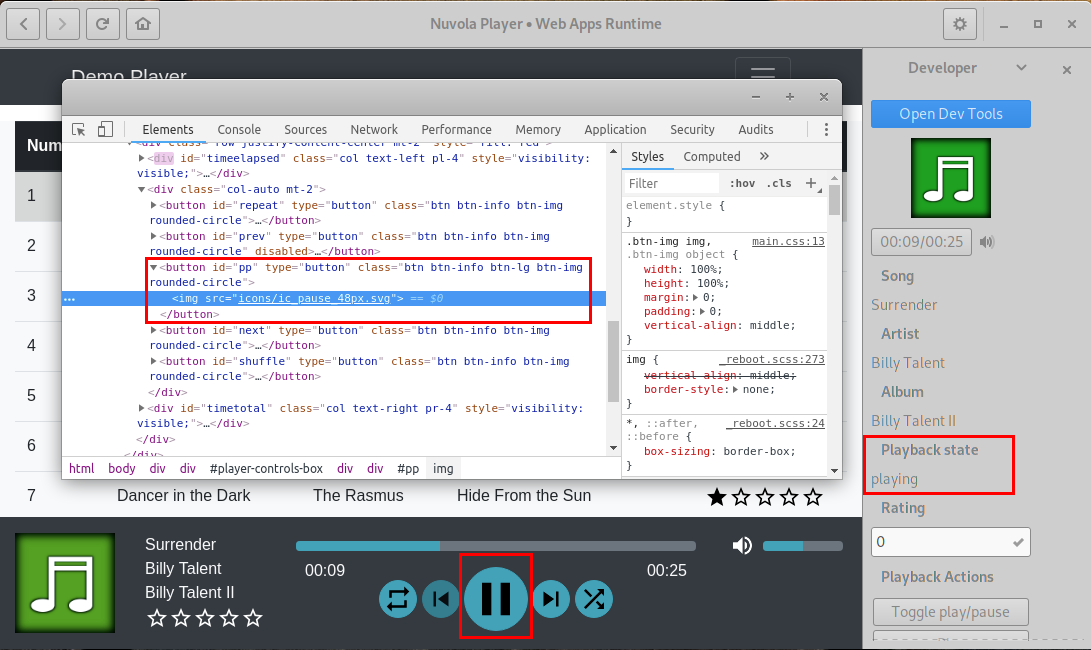 Nuvola Player • Web Apps Runtime
Demo Player
Developer
Open Dev Tools
00:09/00:25
Song
Surrender
Artist
Billy Talent
Album
Billy Talent II
Playback state
playing
Rating
0
Playback Actions
Toggle play/pause
Elements Console Sources Network Performance Memory Application Security Audits
▶<div id="timeelapsed" class="col text-left pl-4" style="visibility:
visible;">…</div>
▼<div class="col-auto mt-2">
▶<button id="repeat" type="button" class="btn btn-info btn-img
rounded-circle">…</button>
▶<button id="prev" type="button" class="btn btn-info btn-img
rounded-circle" disabled>…</button>
▼<button id="pp" type="button" class="btn btn-info btn-lg btn-img
rounded-circle">
… <img src="icons/ic_pause_48px.svg"> == $0
</button>
▶<button id="next" type="button" class="btn btn-info btn-img
rounded-circle">…</button>
▶<button id="shuffle" type="button" class="btn btn-info btn-img
rounded-circle">…</button>
</div>
▶<div id="timetotal" class="col text-right pr-4" style="visibility:
visible;">…</div>
</div>
</div>
html body div div #player-controls-box div div #pp img
Styles Computed »
Filter :hov .cls +
element.style {
}
.btn-img img, main.css:13
.btn-img object {
width: 100%;
height: 100%;
margin:▶ 0;
padding:▶ 0;
vertical-align: middle;
}
img { _reboot.scss:273
vertical-align: middle;
border-style:▶ none;
}
*, ::after, _reboot.scss:24
::before {
box-sizing: border-box;
}
Num
1
2
3
4
5
6
7 Dancer in the Dark The Rasmus Hide From the Sun
Surrender
Billy Talent
Billy Talent II
00:09 00:25